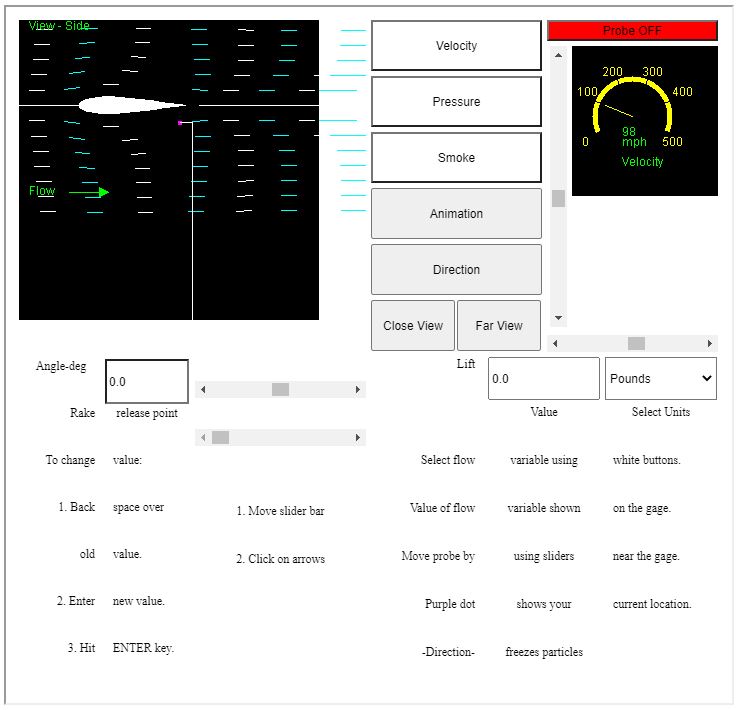 View - Side
Flow
Velocity
Pressure
Smoke
Animation
Direction
Close View Far View
Probe OFF
200 300
100 400
0 98 500
mph
Velocity
Angle-deg 0.0
Rake release point
Lift 0.0 Pounds
Value Select Units
To change value:
1. Back space over
old value.
2. Enter new value.
3. Hit ENTER key.
1. Move slider bar
2. Click on arrows
Select flow variable using white buttons.
Value of flow variable shown on the gage.
Move probe by using sliders near the gage.
Purple dot shows your current location.
-Direction- freezes particles